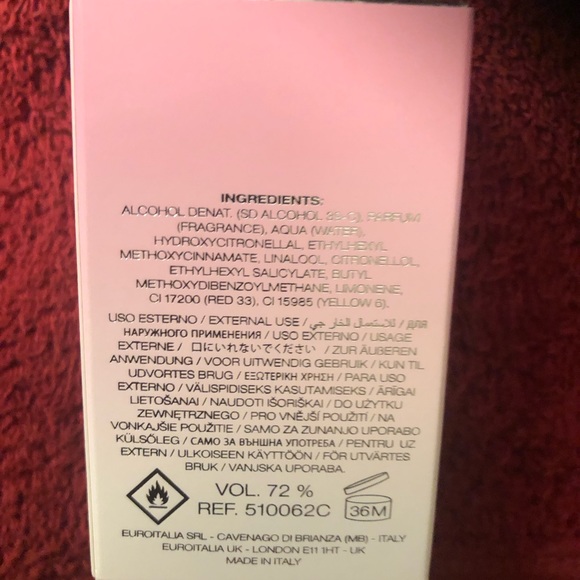 INGREDIENTS:
ALCOHOL DENAT. (SD ALCOHOL 39-C), PARFUM
(FRAGRANCE), AQUA (WATER),
HYDROXYCITRONELLAL, ETHYLHEXYL
METHOXYCINNAMATE, LINALOOL, CITRONELLOL,
ETHYLHEXYL SALICYLATE, BUTYL
METHOXYDIBENZOYLMETHANE, LIMONENE,
CI 17200 (RED 33), CI 15985 (YELLOW 6).
USO ESTERNO / EXTERNAL USE / للاستعمال الخارجي / ДЛЯ
НАРУЖНОГО ПРИМЕНЕНИЯ / USO EXTERNO / USAGE
EXTERNE / 口にいれないでください / ZUR ÄUßEREN
ANWENDUNG / VOOR UITWENDIG GEBRUIK / KUN TIL
UDVORTES BRUG / ΕΞΩΤΕΡΙΚΗ ΧΡΗΣΗ / PARA USO
EXTERNO / VÄLISPIDISEKS KASUTAMISEKS / ĀRĪGAI
LIETOŠANAI / NAUDOTI IŠORIŠKAI / DO UŻYTKU
ZEWNĘTRZNEGO / PRO VNĚJŠÍ POUŽITÍ / NA
VONKAJŠIE POUŽITIE / SAMO ZA ZUNANJO UPORABO
KÜLSŐLEG / САМО ЗА ВЪНШНА УПОТРЕБА / PENTRU UZ
EXTERN / ULKOISEEN KÄYTTÖÖN / FÖR UTVÄRTES
BRUK / VANJSKA UPORABA.
VOL. 72 %
REF. 510062C
36M
EUROITALIA SRL - CAVENAGO DI BRIANZA (MB) - ITALY
EUROITALIA UK - LONDON E11 1HT - UK
MADE IN ITALY